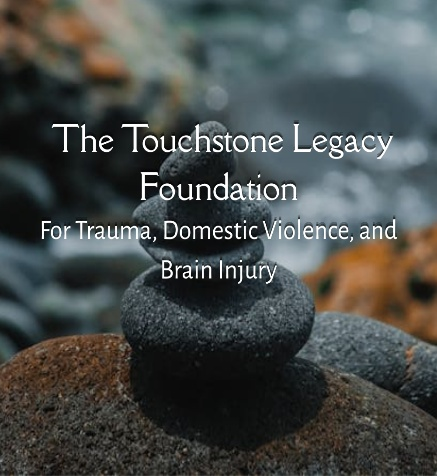 The Touchstone Legacy
Foundation
For Trauma, Domestic Violence, and
Brain Injury